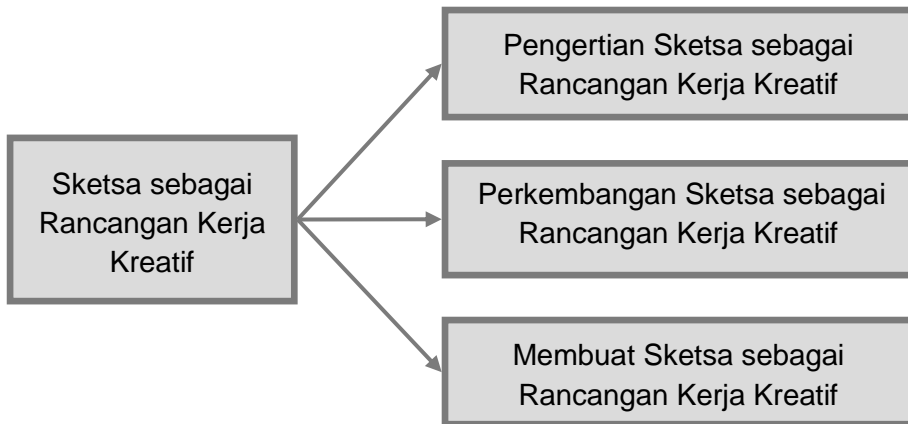 Pengertian Sketsa sebagai
Rancangan Kerja Kreatif
Sketsa sebagai
Rancangan Kerja
Kreatif
Perkembangan Sketsa sebagai
Rancangan Kerja Kreatif
Membuat Sketsa sebagai
Rancangan Kerja Kreatif